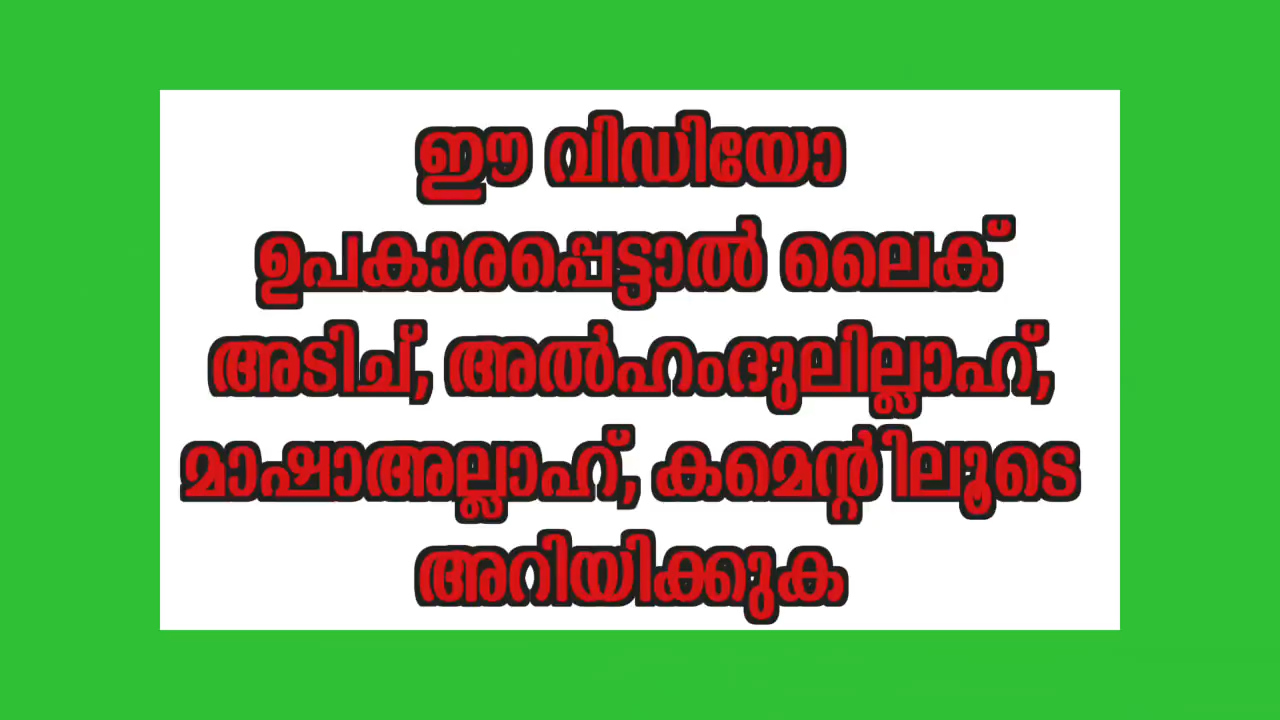 ഈ വിഡിയോ
ഉപകാരപ്പെട്ടാൽ ലൈക്
അടിച്, അൽഹംദുലില്ലാഹ്,
മാഷാഅല്ലാഹ്, കമെന്റിലൂടെ
അറിയിക്കുക